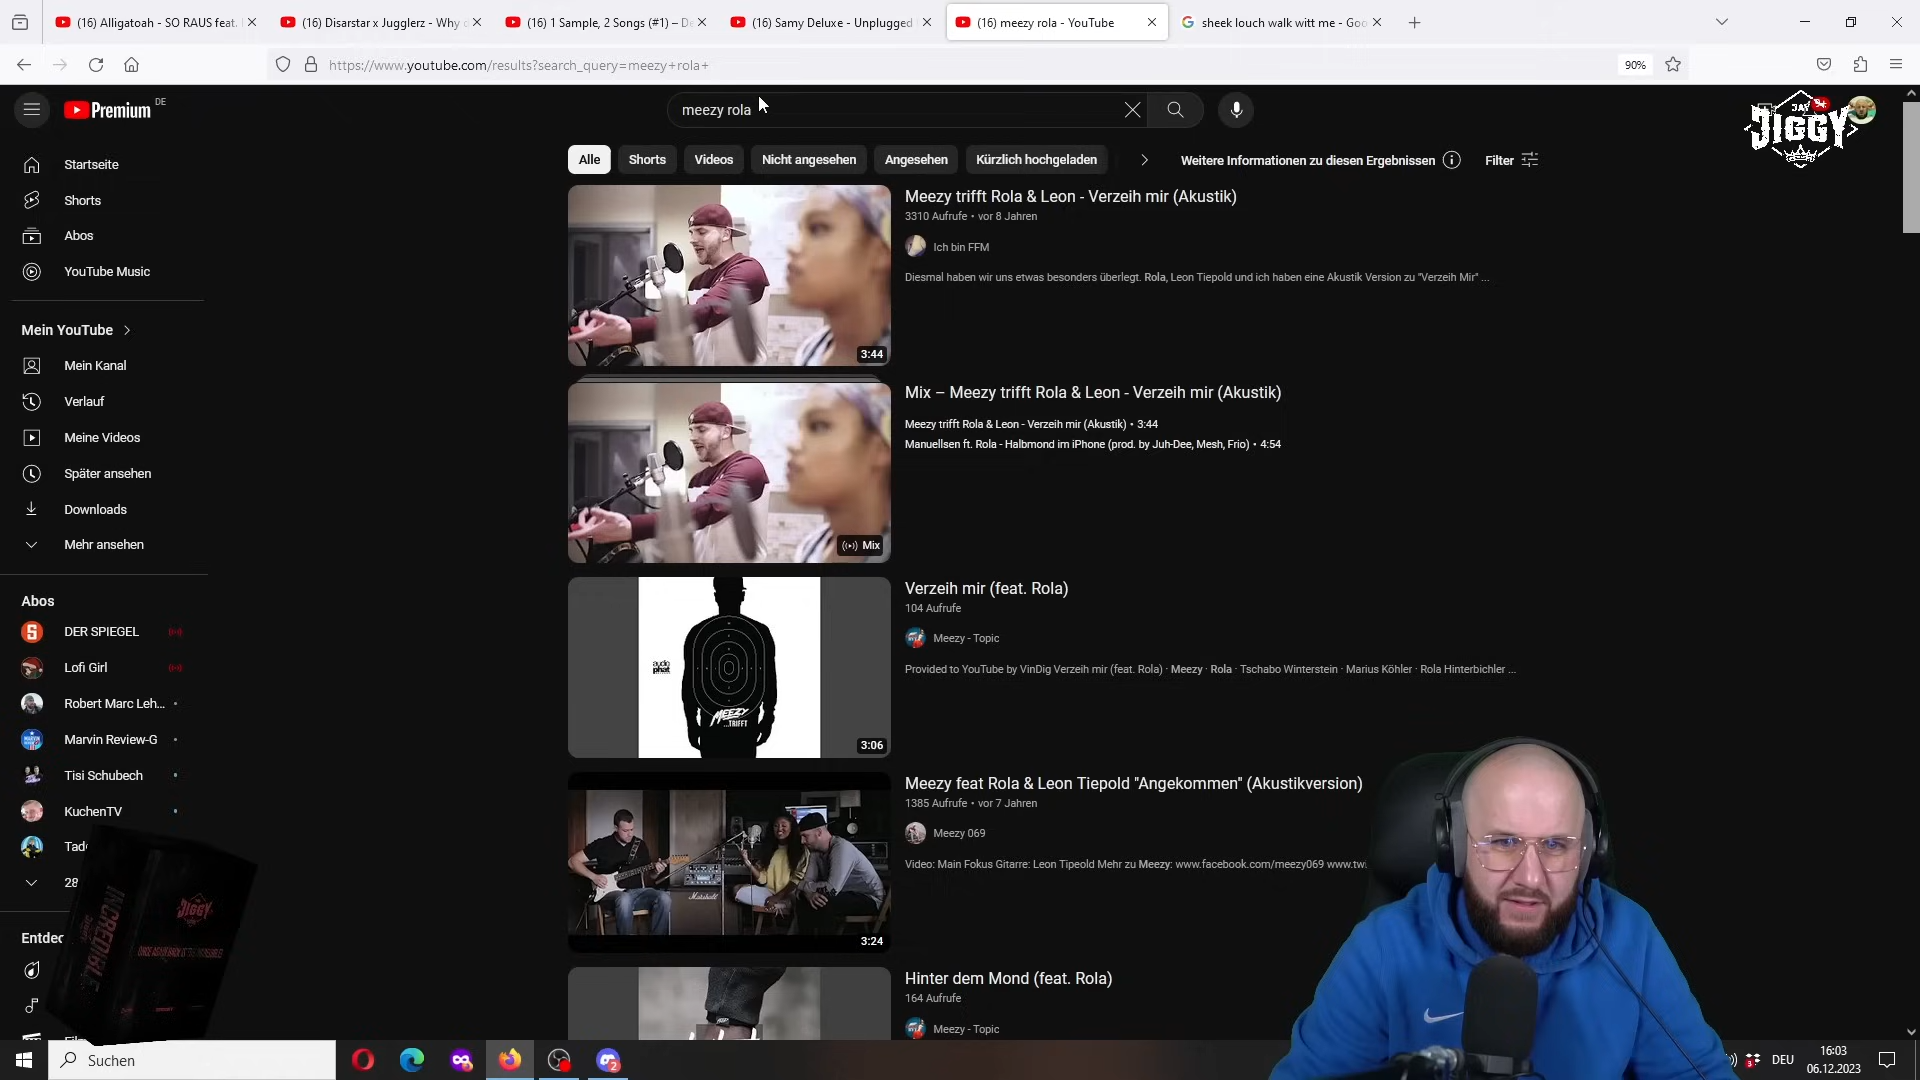 (16) Alligatoah - SO RAUS feat.
(16) Disarstar x Jugglerz - Why
(16) 1 Sample, 2 Songs (#1) –
(16) Samy Deluxe - Unplugged
(16) meezy rola - YouTube
sheek louch walk witt me - Goo
https://www.youtube.com/results?search_query=meezy+rola+
90%
Premium DE
meezy rola
JAY
JIGGY
Alle
Shorts
Videos
Nicht angesehen
Angesehen
Kürzlich hochgeladen
Weitere Informationen zu diesen Ergebnissen
Filter
Startseite
Shorts
Abos
YouTube Music
Mein YouTube
Mein Kanal
Verlauf
Meine Videos
Später ansehen
Downloads
Mehr ansehen
Abos
DER SPIEGEL
Lofi Girl
Robert Marc Leh...
Marvin Review-G
Tisi Schubech
KuchenTV
28
Meezy trifft Rola & Leon - Verzeih mir (Akustik)
3310 Aufrufe • vor 8 Jahren
Ich bin FFM
Diesmal haben wir uns etwas besonders überlegt. Rola, Leon Tiepold und ich haben eine Akustik Version zu "Verzeih Mir" ...
3:44
Mix – Meezy trifft Rola & Leon - Verzeih mir (Akustik)
Meezy trifft Rola & Leon - Verzeih mir (Akustik) • 3:44
Manuellsen ft. Rola - Halbmond im iPhone (prod. by Juh-Dee, Mesh, Frio) • 4:54
Mix
Verzeih mir (feat. Rola)
104 Aufrufe
Meezy - Topic
Provided to YouTube by VinDig Verzeih mir (feat. Rola) · Meezy · Rola · Tschabo Winterstein · Marius Köhler · Rola Hinterbichler ...
audio
phat
MEEZY
...TRIFFT
3:06
Meezy feat Rola & Leon Tiepold "Angekommen" (Akustikversion)
1385 Aufrufe • vor 7 Jahren
Meezy 069
Video: Main Fokus Gitarre: Leon Tipeold Mehr zu Meezy: www.facebook.com/meezy069
Marshall
3:24
Hinter dem Mond (feat. Rola)
164 Aufrufe
Meezy - Topic
INCREDIBLE
JIGGY
Suchen
2
DEU
16:03
06.12.2023